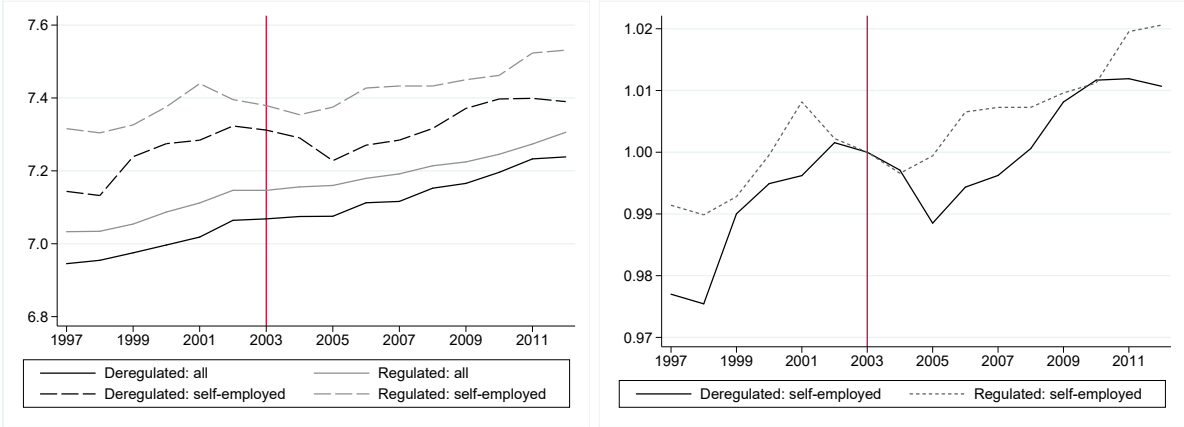 7.6
7.4
7.2
7.0
6.8
1997 1999 2001 2003 2005 2007 2009 2011
Deregulated: all Regulated: all
Deregulated: self-employed Regulated: self-employed
1.02
1.01
1.00
0.99
0.98
0.97
1997 1999 2001 2003 2005 2007 2009 2011
Deregulated: self-employed Regulated: self-employed